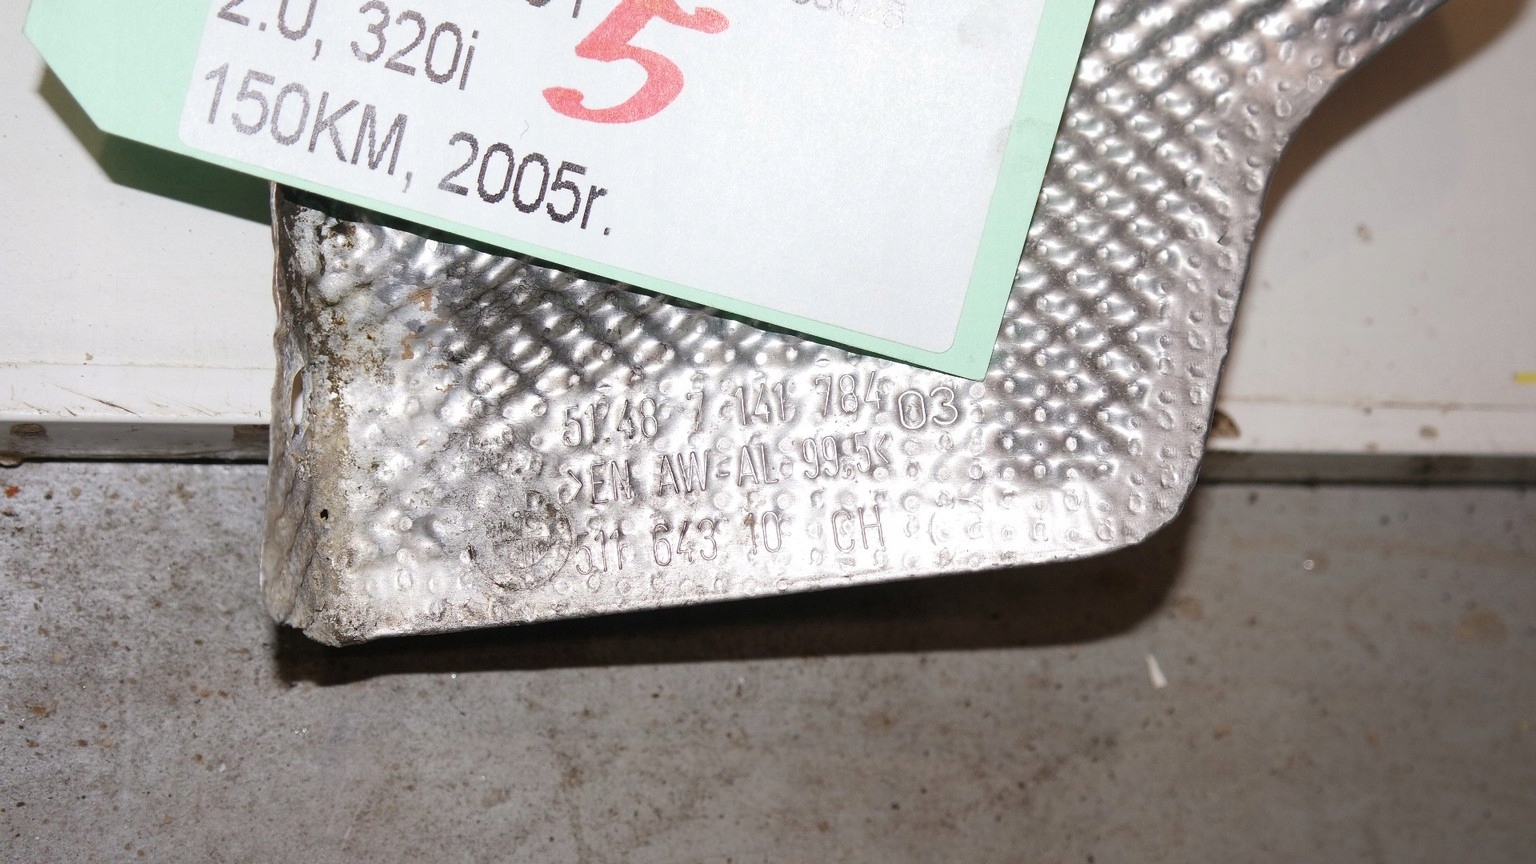 5
2.0, 320i
150KM, 2005r.
51.48 7 141 784 03
>EN AW-AL 99.5<
511 643 10 CH